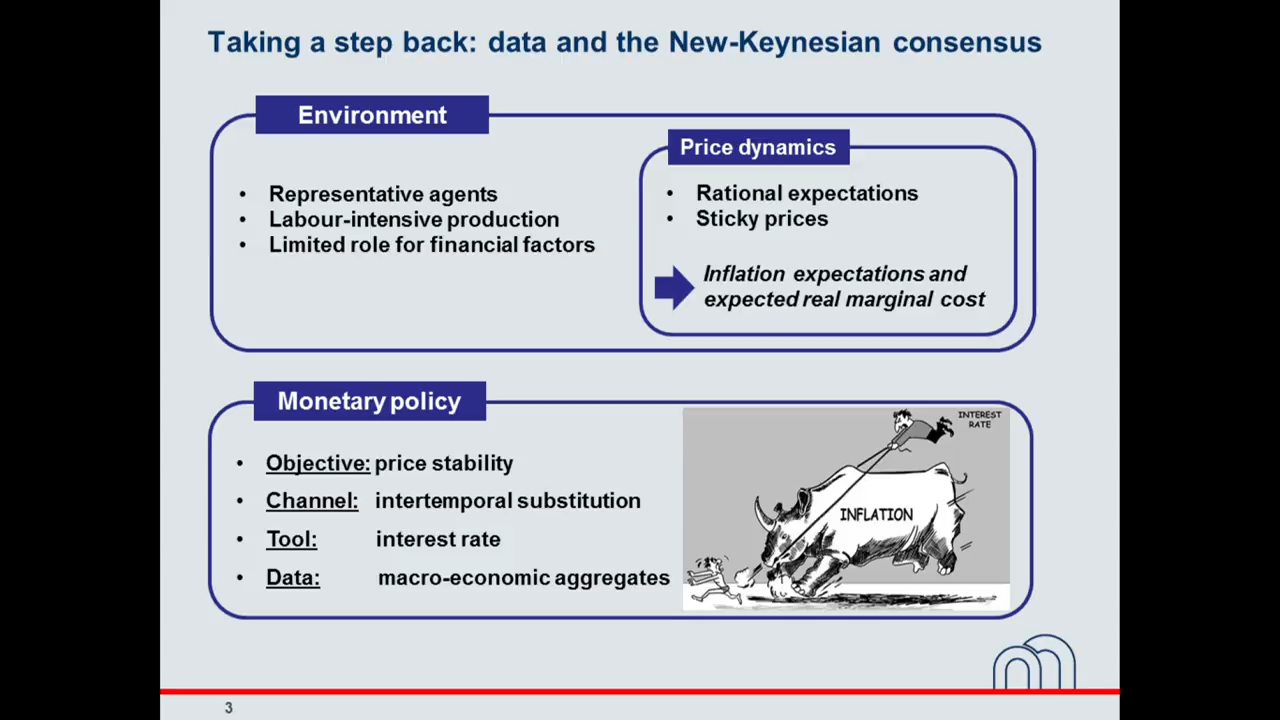 Taking a step back: data and the New-Keynesian consensus
Environment
• Representative agents
• Labour-intensive production
• Limited role for financial factors
Price dynamics
• Rational expectations
• Sticky prices
Inflation expectations and
expected real marginal cost
Monetary policy
• Objective: price stability
• Channel: intertemporal substitution
• Tool: interest rate
• Data: macro-economic aggregates
INTEREST
RATE
INFLATION
3